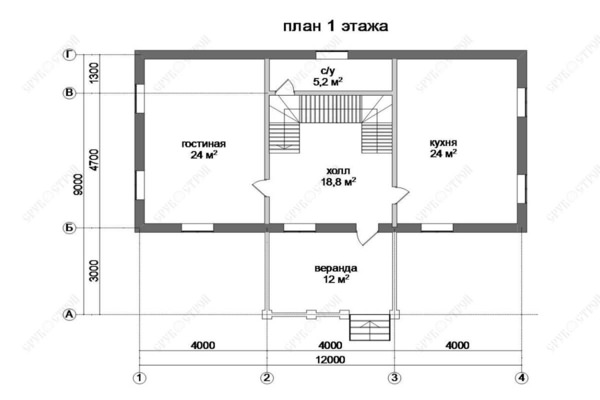 план 1 этажа
Г
В
Б
А
1300
4700
9000
3000
с/у
5,2 м²
гостиная
24 м²
кухня
24 м²
холл
18,8 м²
веранда
12 м²
4000
4000
4000
12000
1
2
3
4